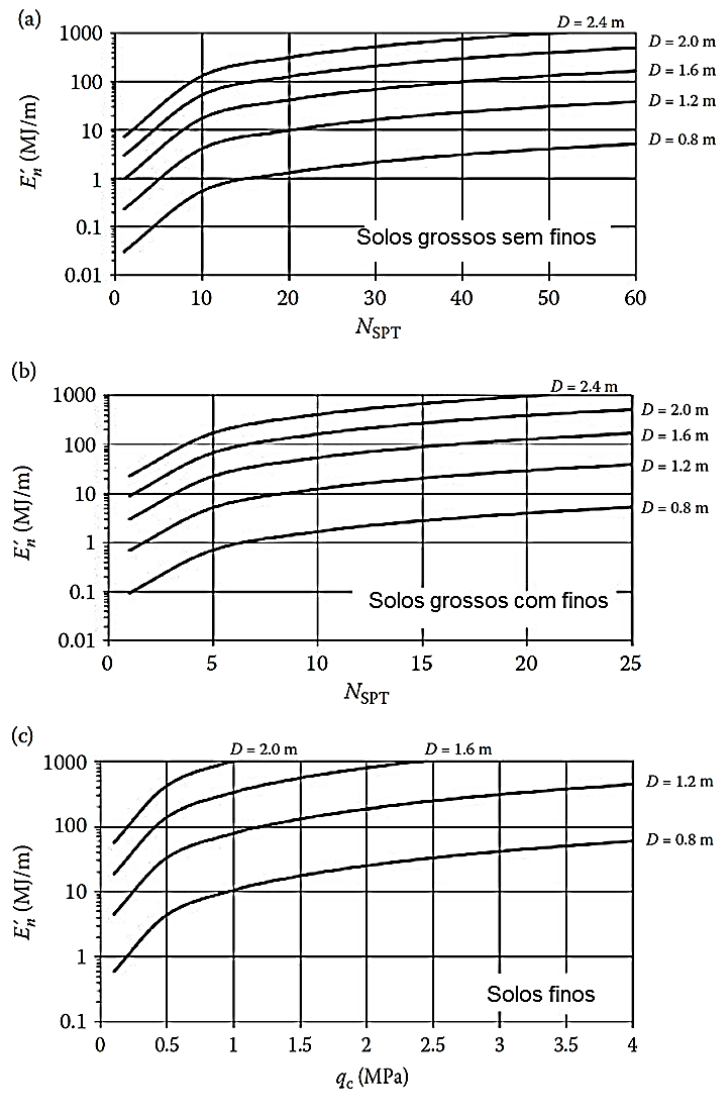 (a)
D = 2.4 m
1000
D = 2.0 m
100
D = 1.6 m
10
D = 1.2 m
1
D = 0.8 m
0.1
0.01
E′n (MJ/m)
Solos grossos sem finos
0 10 20 30 40 50 60
NSPT
(b)
D = 2.4 m
1000
D = 2.0 m
100
D = 1.6 m
D = 1.2 m
10
D = 0.8 m
1
0.1
0.01
E′n (MJ/m)
Solos grossos com finos
0 5 10 15 20 25
NSPT
(c)
D = 2.0 m D = 1.6 m
1000
D = 1.2 m
100
D = 0.8 m
10
1
0.1
E′n (MJ/m)
Solos finos
0 0.5 1 1.5 2 2.5 3 3.5 4
qc (MPa)